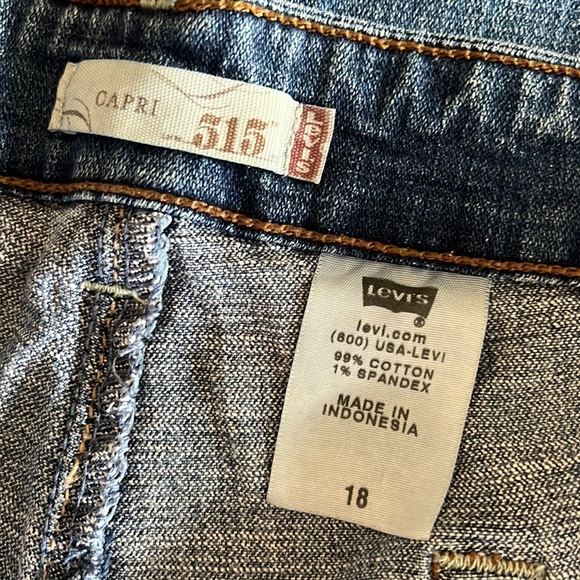 CAPRI
515
Levi's
LEVI'S
®
levi.com
(800) USA-LEVI
99% COTTON
1% SPANDEX
MADE IN
INDONESIA
18